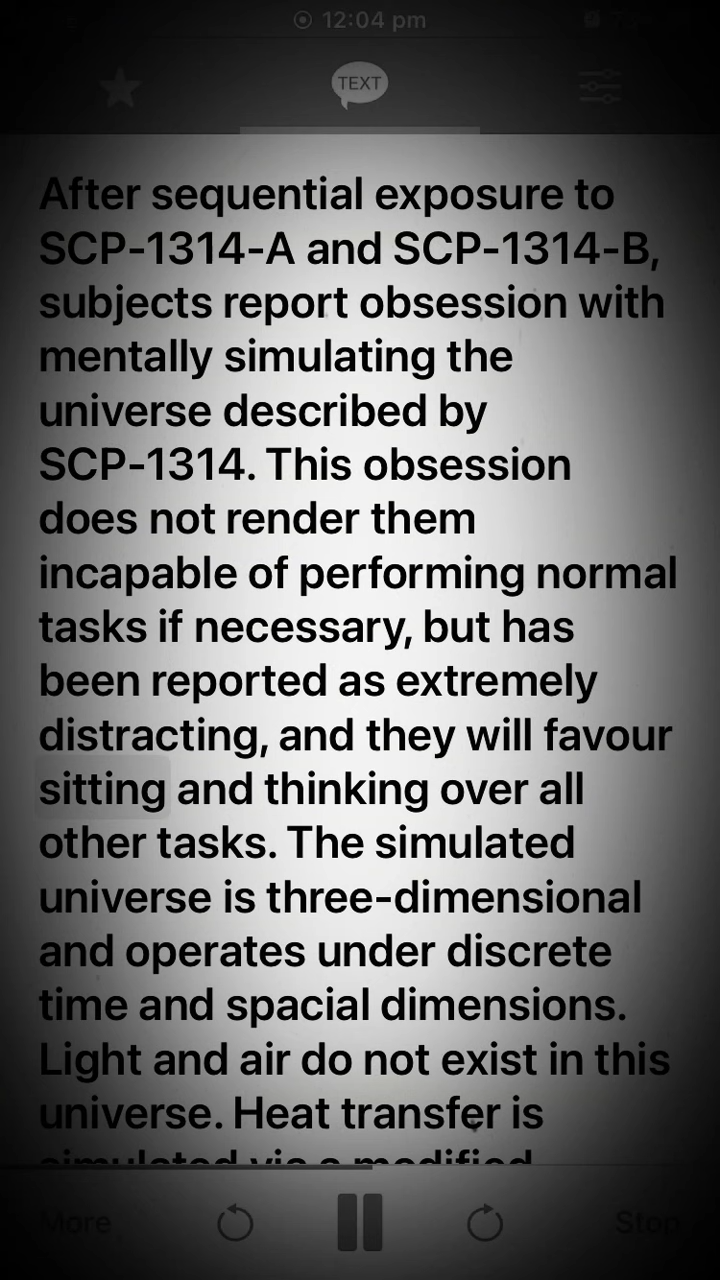 12:04 pm
TEXT
After sequential exposure to
SCP-1314-A and SCP-1314-B,
subjects report obsession with
mentally simulating the
universe described by
SCP-1314. This obsession
does not render them
incapable of performing normal
tasks if necessary, but has
been reported as extremely
distracting, and they will favour
sitting and thinking over all
other tasks. The simulated
universe is three-dimensional
and operates under discrete
time and spacial dimensions.
Light and air do not exist in this
universe. Heat transfer is
simulated via a modified
More
Stop